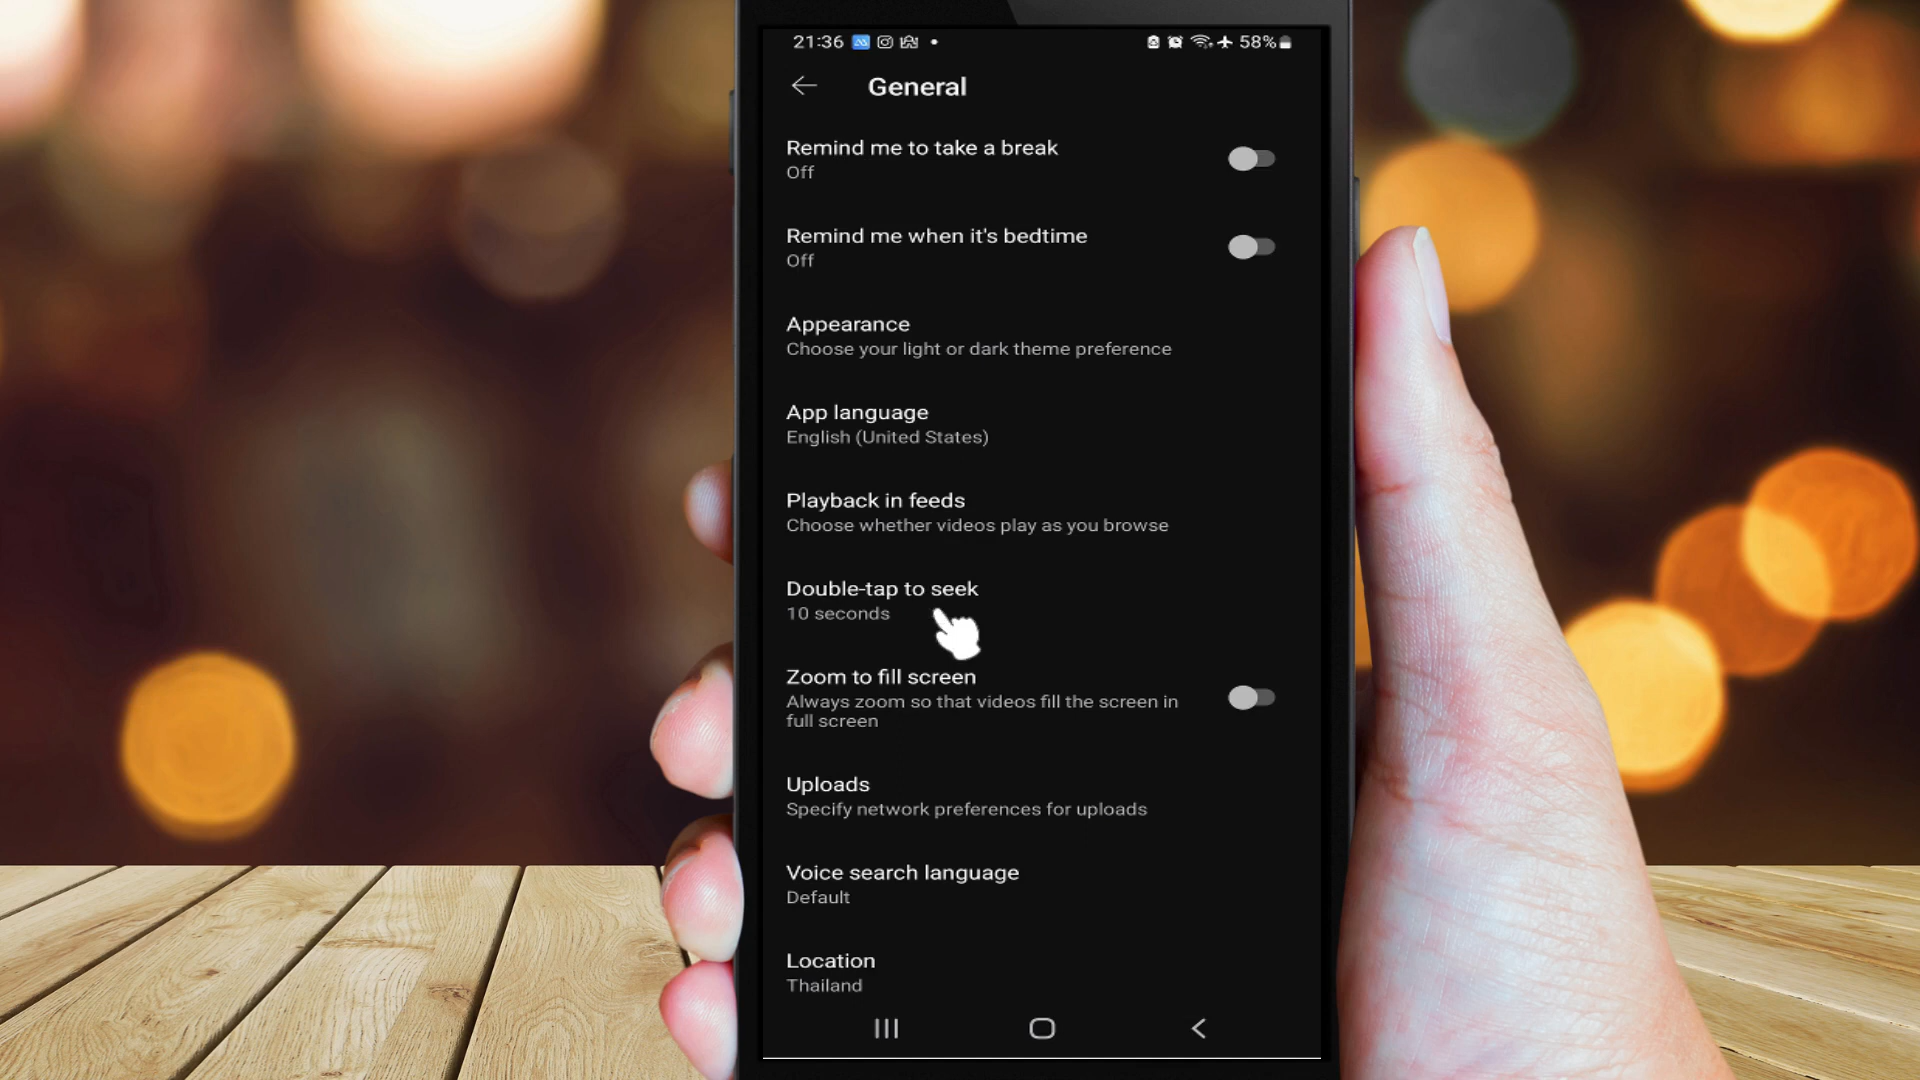 21:36
58%
General
Remind me to take a break
Off
Remind me when it's bedtime
Off
Appearance
Choose your light or dark theme preference
App language
English (United States)
Playback in feeds
Choose whether videos play as you browse
Double-tap to seek
10 seconds
Zoom to fill screen
Always zoom so that videos fill the screen in
full screen
Uploads
Specify network preferences for uploads
Voice search language
Default
Location
Thailand